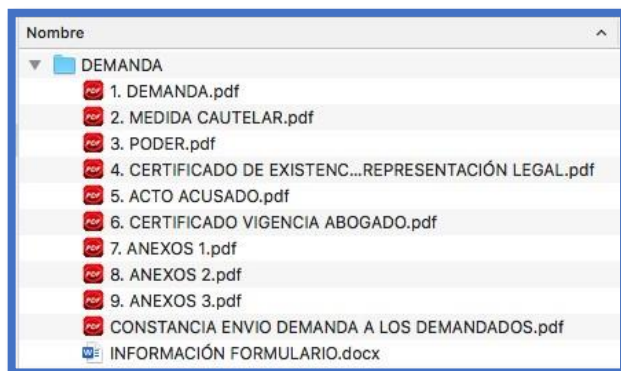 Nombre
DEMANDA
1. DEMANDA.pdf
2. MEDIDA CAUTELAR.pdf
3. PODER.pdf
4. CERTIFICADO DE EXISTENC...REPRESENTACIÓN LEGAL.pdf
5. ACTO ACUSADO.pdf
6. CERTIFICADO VIGENCIA ABOGADO.pdf
7. ANEXOS 1.pdf
8. ANEXOS 2.pdf
9. ANEXOS 3.pdf
CONSTANCIA ENVIO DEMANDA A LOS DEMANDADOS.pdf
INFORMACIÓN FORMULARIO.docx